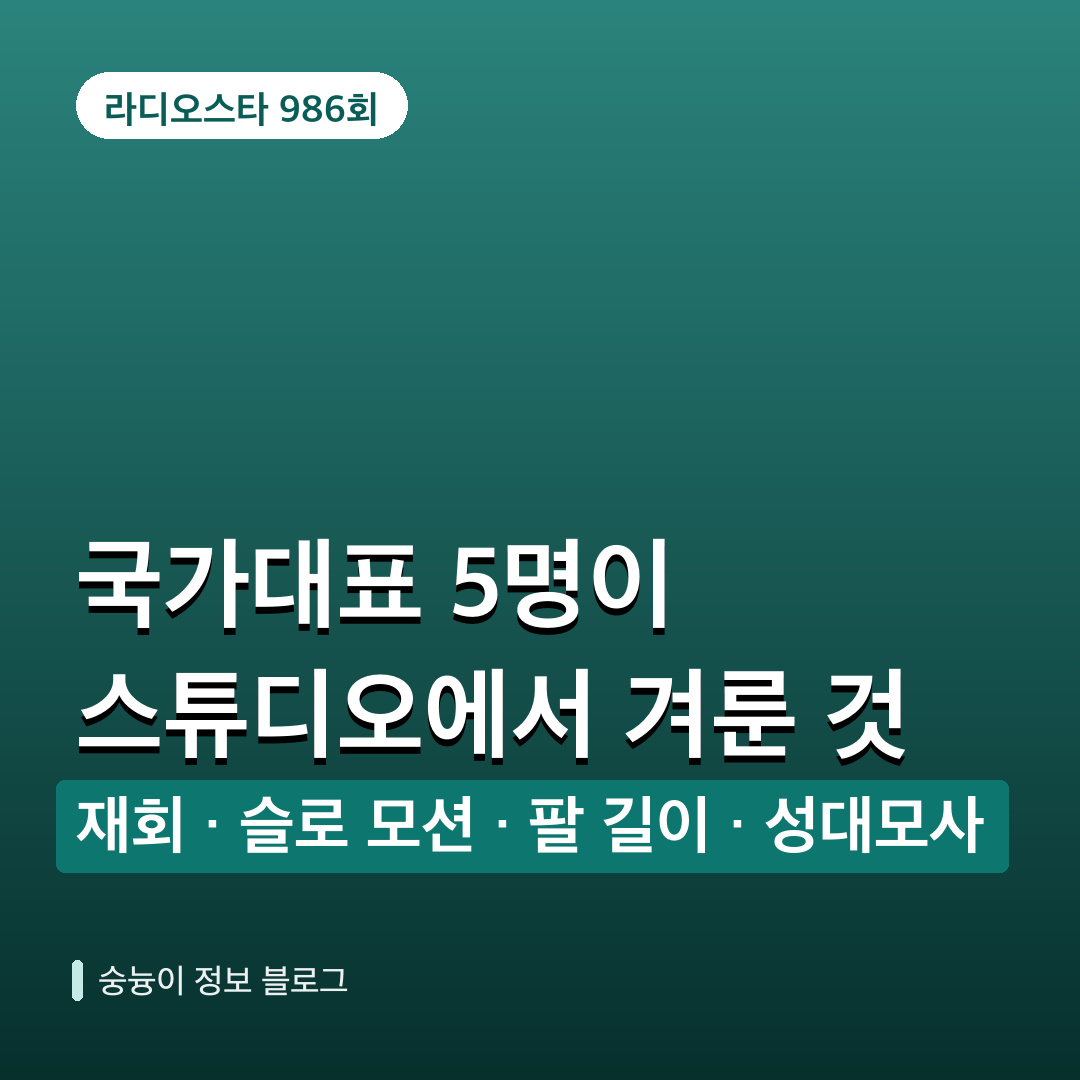 라디오스타 986회
국가대표 5명이
스튜디오에서 겨룬 것
재회 · 슬로 모션 · 팔 길이 · 성대모사
숭늉이 정보 블로그